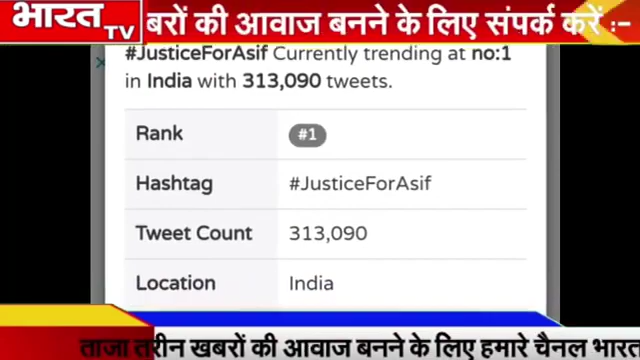 भारत
TV
बरों की आवाज बनने के लिए संपर्क करें :-
#JusticeForAsif Currently trending at no:1
in India with 313,090 tweets.
Rank #1
Hashtag #JusticeForAsif
Tweet Count 313,090
Location India
ताजा तरीन खबरों की आवाज बनने के लिए हमारे चैनल भारत